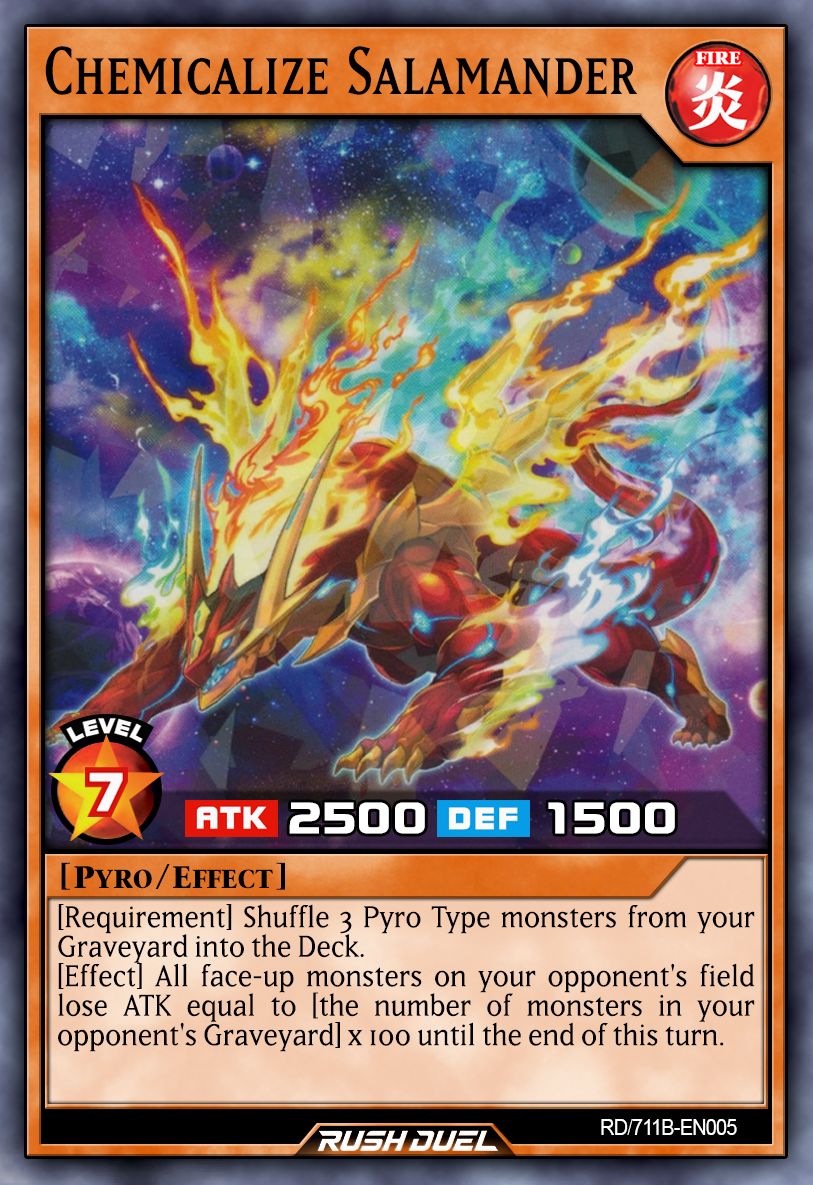 Chemicalize Salamander
FIRE
炎
LEVEL
7
ATK 2500 DEF 1500
[Pyro/Effect]
[Requirement] Shuffle 3 Pyro Type monsters from your
Graveyard into the Deck.
[Effect] All face-up monsters on your opponent's field
lose ATK equal to [the number of monsters in your
opponent's Graveyard] x 100 until the end of this turn.
RD/711B-EN005
RUSH DUEL